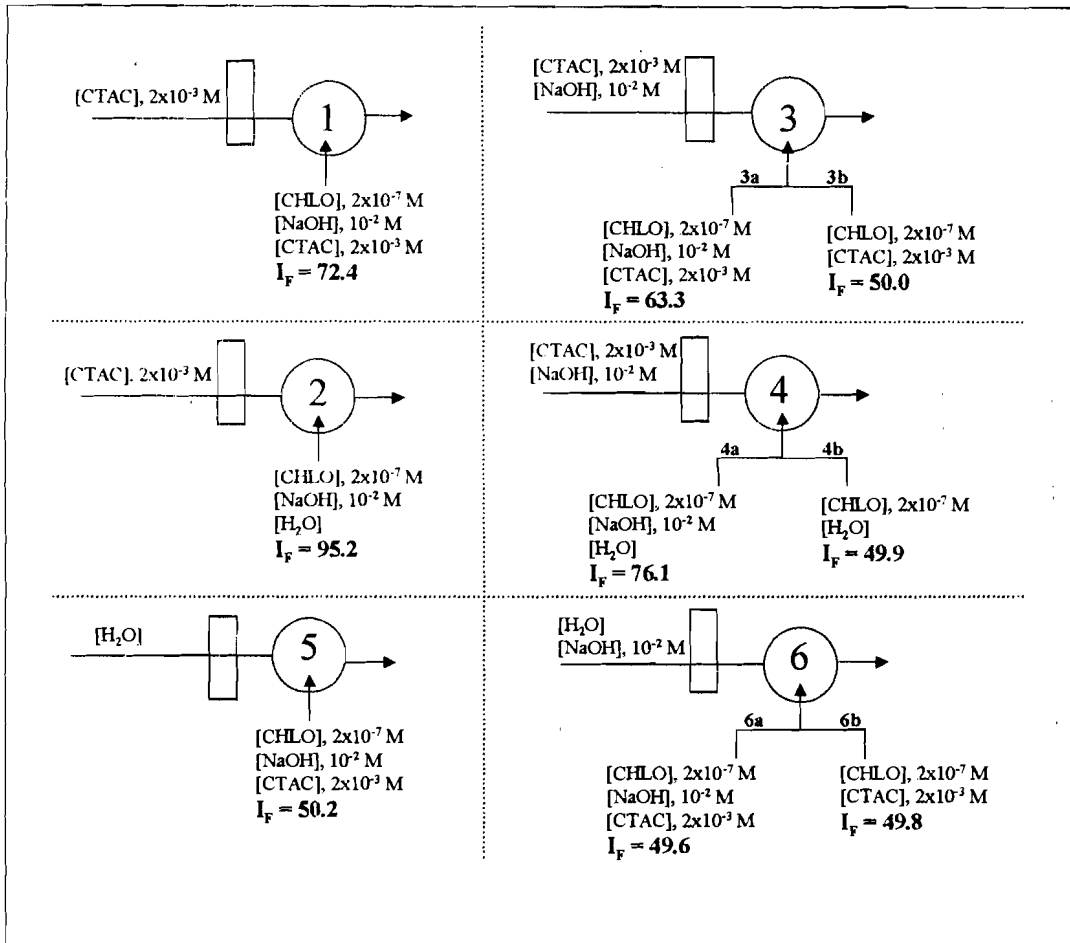 [CTAC], 2x10⁻³ M
1
[CHLO], 2x10⁻⁷ M
[NaOH], 10⁻² M
[CTAC], 2x10⁻³ M
I_F = 72.4
[CTAC], 2x10⁻³ M
[NaOH], 10⁻² M
3
3a 3b
[CHLO], 2x10⁻⁷ M
[NaOH], 10⁻² M
[CTAC], 2x10⁻³ M
I_F = 63.3
[CHLO], 2x10⁻⁷ M
[CTAC], 2x10⁻³ M
I_F = 50.0
[CTAC]. 2x10⁻³ M
2
[CHLO], 2x10⁻⁷ M
[NaOH], 10⁻² M
[H₂O]
I_F = 95.2
[CTAC], 2x10⁻³ M
[NaOH], 10⁻² M
4
4a 4b
[CHLO], 2x10⁻⁷ M
[NaOH], 10⁻² M
[H₂O]
I_F = 76.1
[CHLO], 2x10⁻⁷ M
[H₂O]
I_F = 49.9
[H₂O]
5
[CHLO], 2x10⁻⁷ M
[NaOH], 10⁻² M
[CTAC], 2x10⁻³ M
I_F = 50.2
[H₂O]
[NaOH], 10⁻² M
6
6a 6b
[CHLO], 2x10⁻⁷ M
[NaOH], 10⁻² M
[CTAC], 2x10⁻³ M
I_F = 49.6
[CHLO], 2x10⁻⁷ M
[CTAC], 2x10⁻³ M
I_F = 49.8